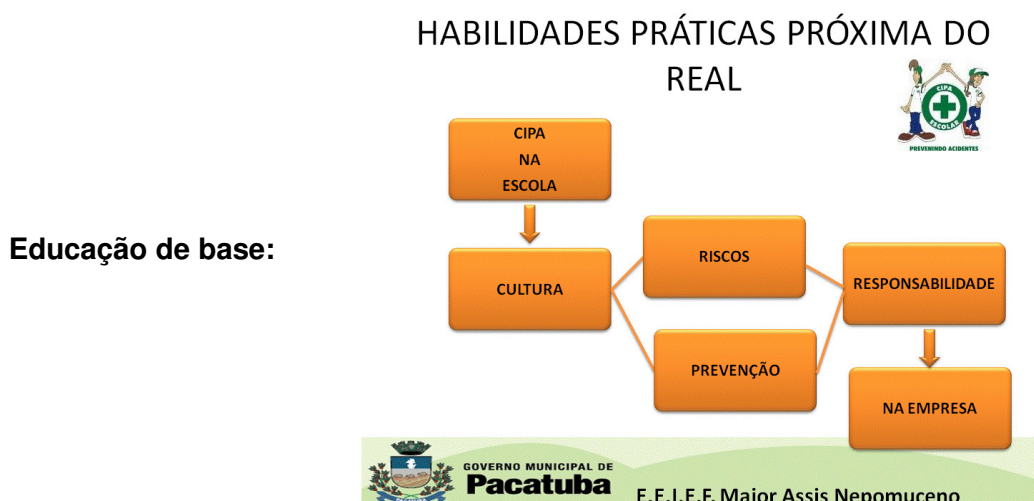 HABILIDADES PRÁTICAS PRÓXIMA DO
REAL
CIPA
ESCOLAR
PREVENINDO ACIDENTES
CIPA
NA
ESCOLA
Educação de base:
CULTURA
RISCOS
PREVENÇÃO
RESPONSABILIDADE
NA EMPRESA
GOVERNO MUNICIPAL DE
Pacatuba
E.E.I.E.F. Major Assis Nepomuceno